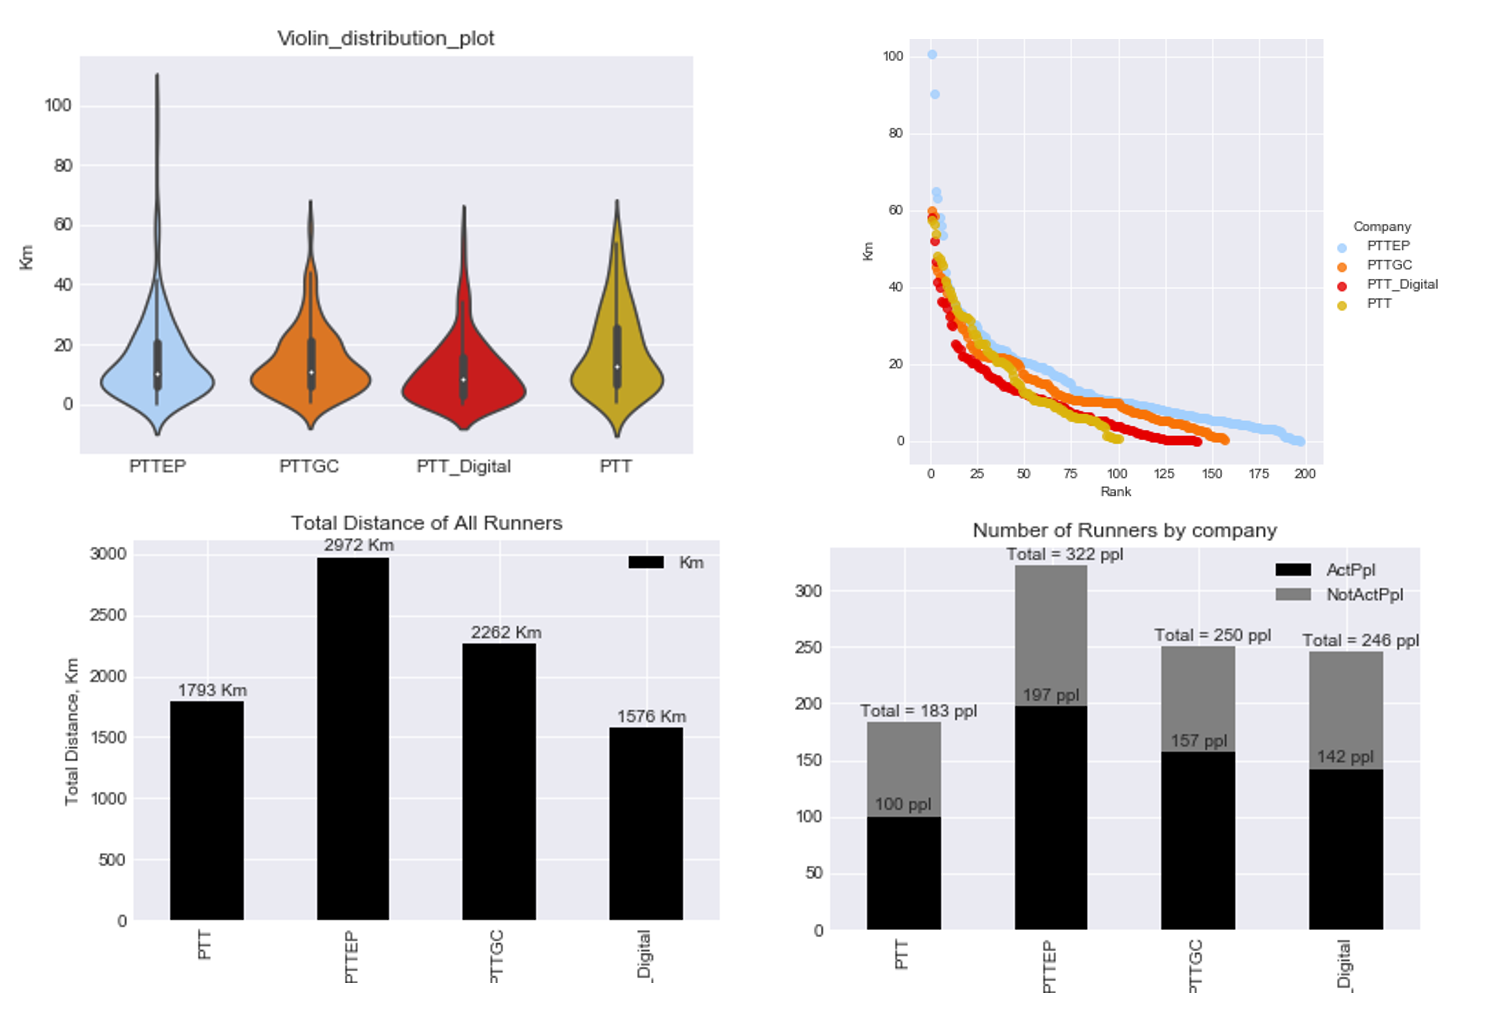 Violin_distribution_plot
Km
100
80
60
40
20
0
PTTEP
PTTGC
PTT_Digital
PTT
Km
100
80
60
40
20
0
0
25
50
75
100
125
150
175
200
Rank
Company
PTTEP
PTTGC
PTT_Digital
PTT
Total Distance of All Runners
Total Distance, Km
3000
2500
2000
1500
1000
500
0
1793 Km
2972 Km
2262 Km
1576 Km
Km
PTT
PTTEP
PTTGC
_Digital
Number of Runners by company
300
250
200
150
100
50
0
Total = 183 ppl
100 ppl
Total = 322 ppl
197 ppl
Total = 250 ppl
157 ppl
Total = 246 ppl
142 ppl
ActPpl
NotActPpl
PTT
PTTEP
PTTGC
_Digital